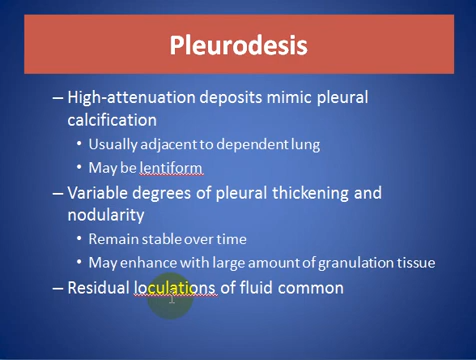 Pleurodesis
– High-attenuation deposits mimic pleural
calcification
• Usually adjacent to dependent lung
• May be lentiform
– Variable degrees of pleural thickening and
nodularity
• Remain stable over time
• May enhance with large amount of granulation tissue
– Residual loculations of fluid common